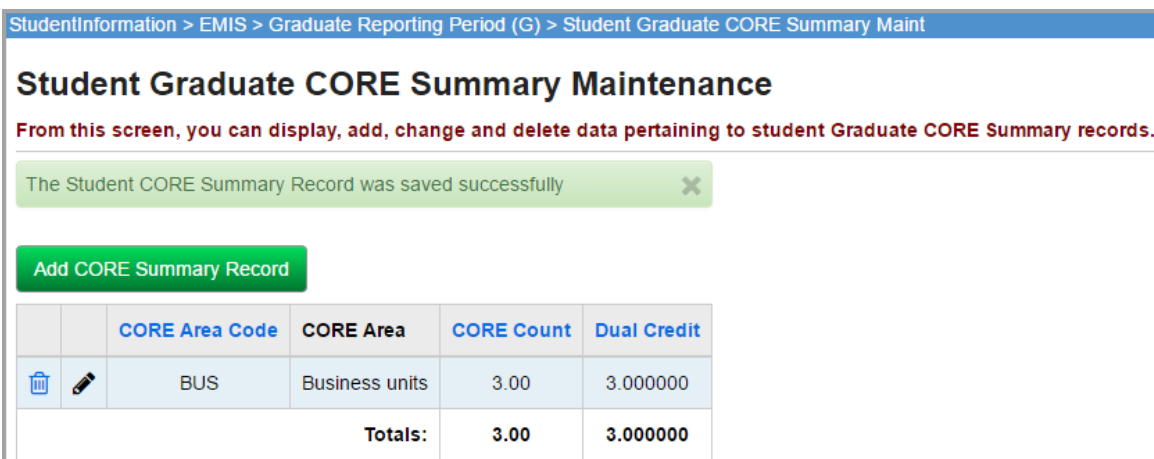 StudentInformation > EMIS > Graduate Reporting Period (G) > Student Graduate CORE Summary Maint
Student Graduate CORE Summary Maintenance
From this screen, you can display, add, change and delete data pertaining to student Graduate CORE Summary records.
The Student CORE Summary Record was saved successfully
Add CORE Summary Record
CORE Area Code CORE Area CORE Count Dual Credit
BUS Business units 3.00 3.000000
Totals: 3.00 3.000000